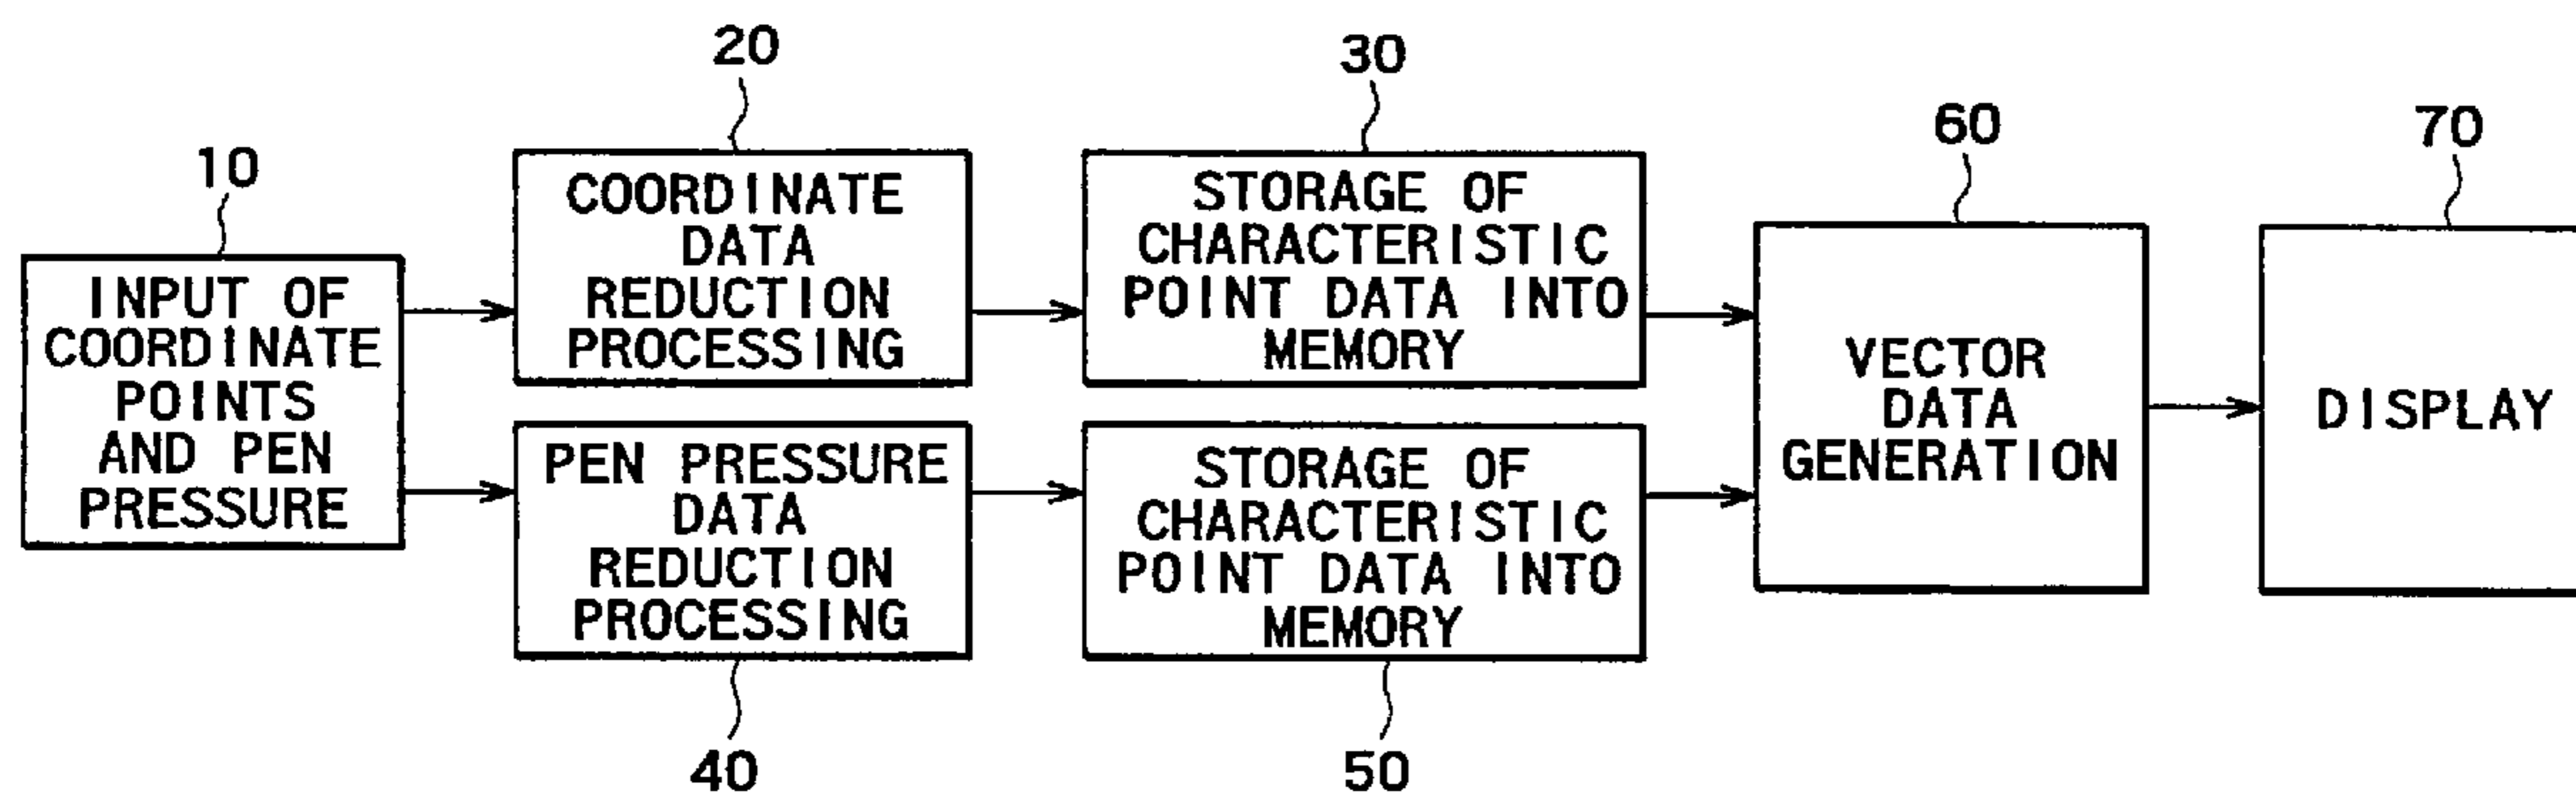 10
INPUT OF
COORDINATE
POINTS
AND PEN
PRESSURE
20
COORDINATE
DATA
REDUCTION
PROCESSING
30
STORAGE OF
CHARACTERISTIC
POINT DATA INTO
MEMORY
PEN PRESSURE
DATA
REDUCTION
PROCESSING
40
STORAGE OF
CHARACTERISTIC
POINT DATA INTO
MEMORY
50
60
VECTOR
DATA
GENERATION
70
DISPLAY